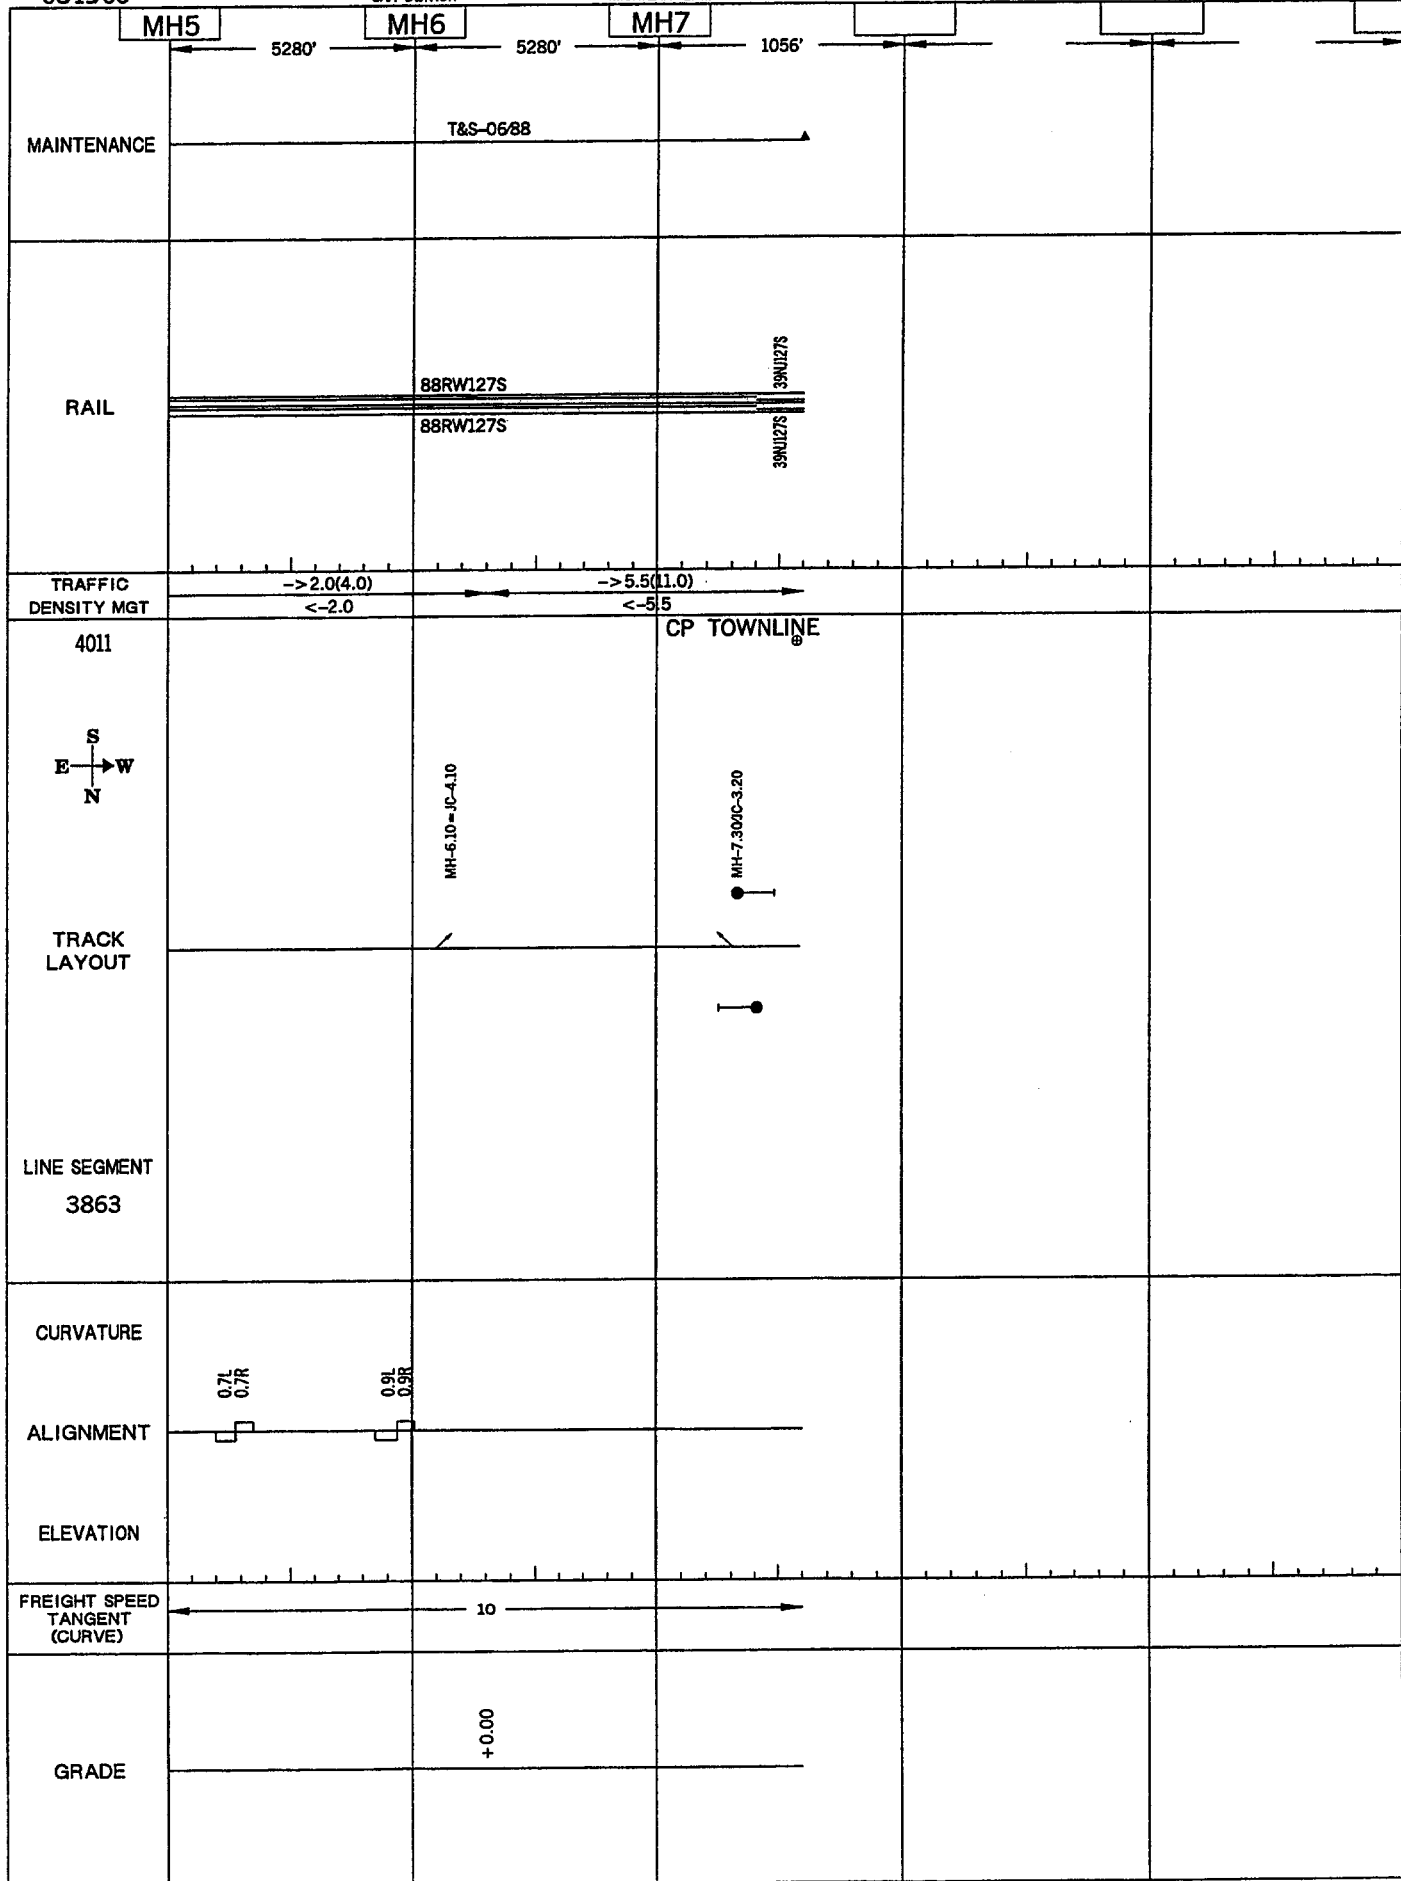 MH5 MH6 MH7
5280' 5280' 1056'
T&S-06/88
MAINTENANCE
39NJ127S
88RW127S
RAIL
88RW127S
39NJ127S
TRAFFIC ->2.0(4.0) ->5.5(11.0)
DENSITY MGT <-2.0 <-5.5
CP TOWNLINE
4011
S
E W
N
MH-6.10=JC-4.10
MH-7.30/JC-3.20
TRACK
LAYOUT
LINE SEGMENT
3863
CURVATURE
0.7L
0.7R
0.9L
0.9R
ALIGNMENT
ELEVATION
FREIGHT SPEED
TANGENT
(CURVE)
10
+0.00
GRADE